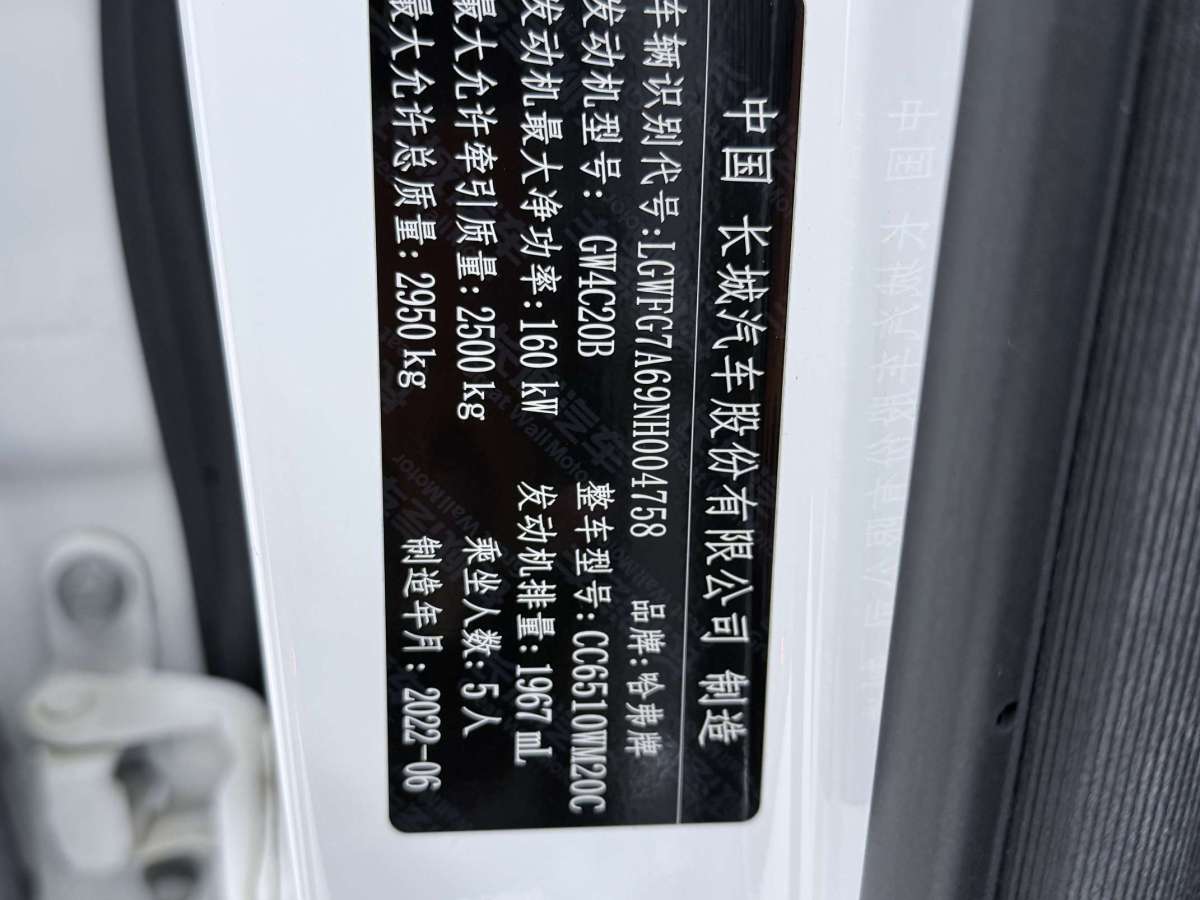 中国 长城汽车股份有限公司 制造
车辆识别代号:LGWFG7A69NH004758 品牌:哈弗牌
发动机型号: GW4C20B 整车型号:CC6510WM20C
发动机最大净功率:160 kW 发动机排量:1967 mL
最大允许牵引质量:2500 kg 乘坐人数:5人
最大允许总质量:2950 kg 制造年月: 2022-06